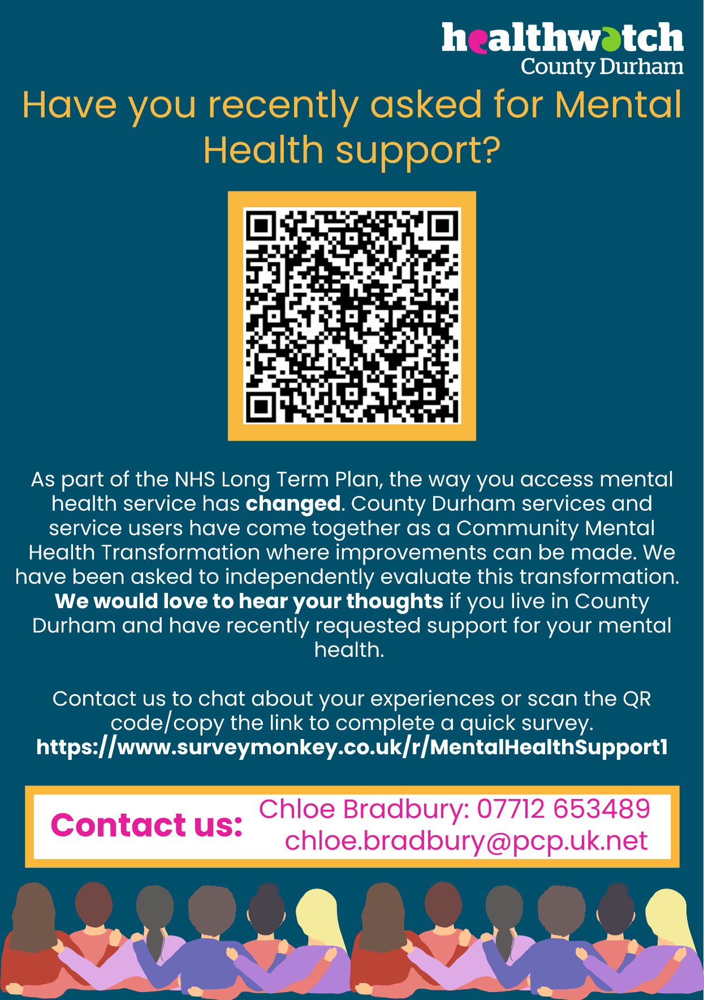 healthwatch
County Durham
Have you recently asked for Mental
Health support?
As part of the NHS Long Term Plan, the way you access mental
health service has changed. County Durham services and
service users have come together as a Community Mental
Health Transformation where improvements can be made. We
have been asked to independently evaluate this transformation.
We would love to hear your thoughts if you live in County
Durham and have recently requested support for your mental
health.
Contact us to chat about your experiences or scan the QR
code/copy the link to complete a quick survey.
https://www.surveymonkey.co.uk/r/MentalHealthSupport1
Contact us:
Chloe Bradbury: 07712 653489
chloe.bradbury@pcp.uk.net